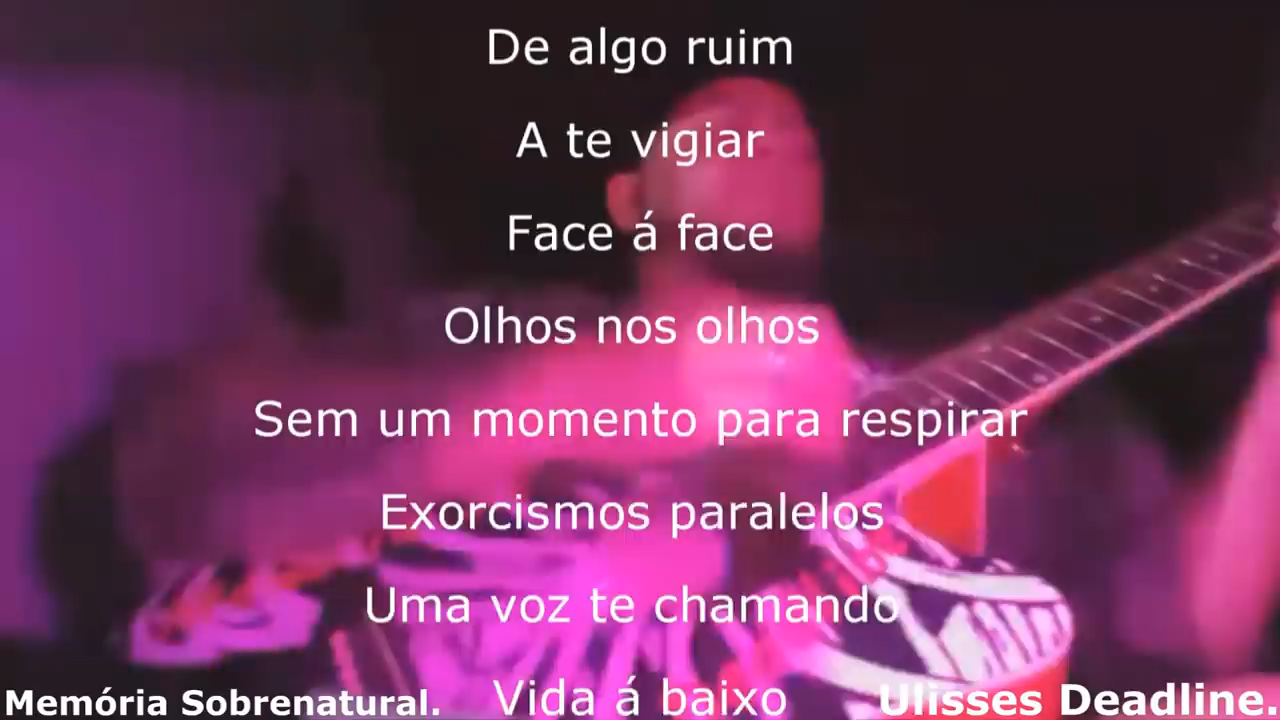 De algo ruim
A te vigiar
Face á face
Olhos nos olhos
Sem um momento para respirar
Exorcismos paralelos
Uma voz te chamando
Vida á baixo
Memória Sobrenatural.
Ulisses Deadline.